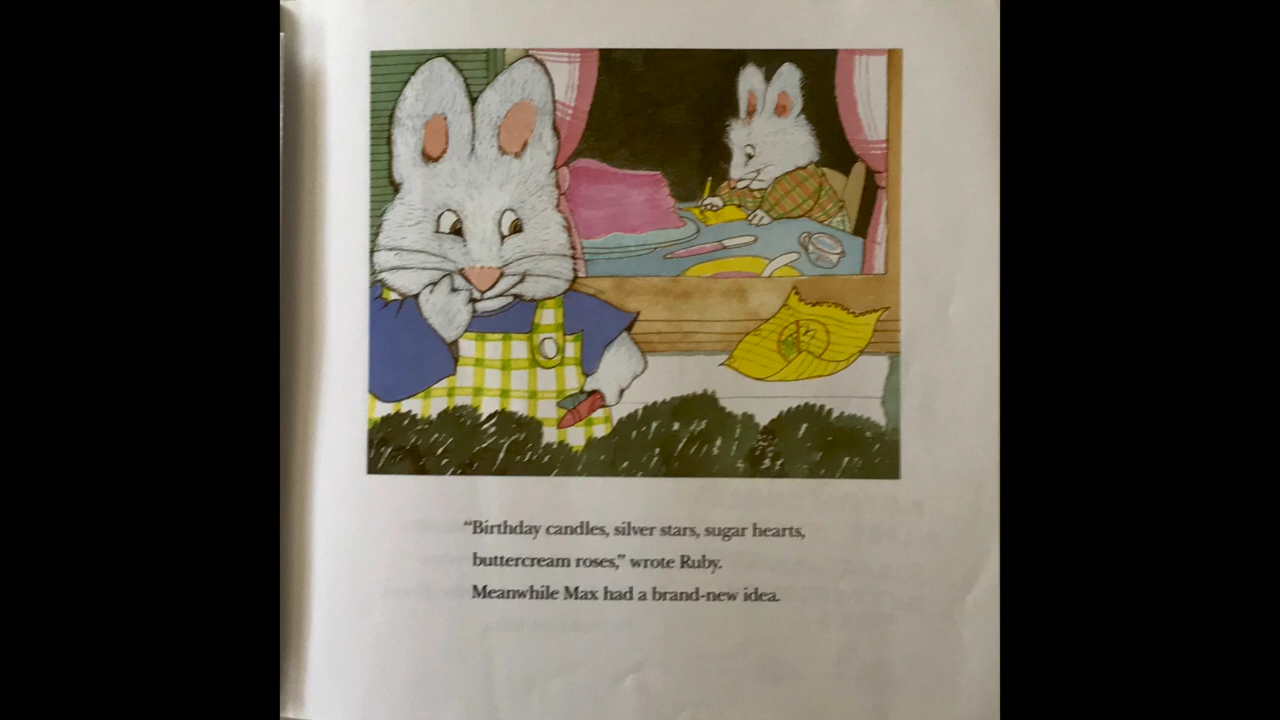 “Birthday candles, silver stars, sugar hearts,
buttercream roses,” wrote Ruby.
Meanwhile Max had a brand-new idea.